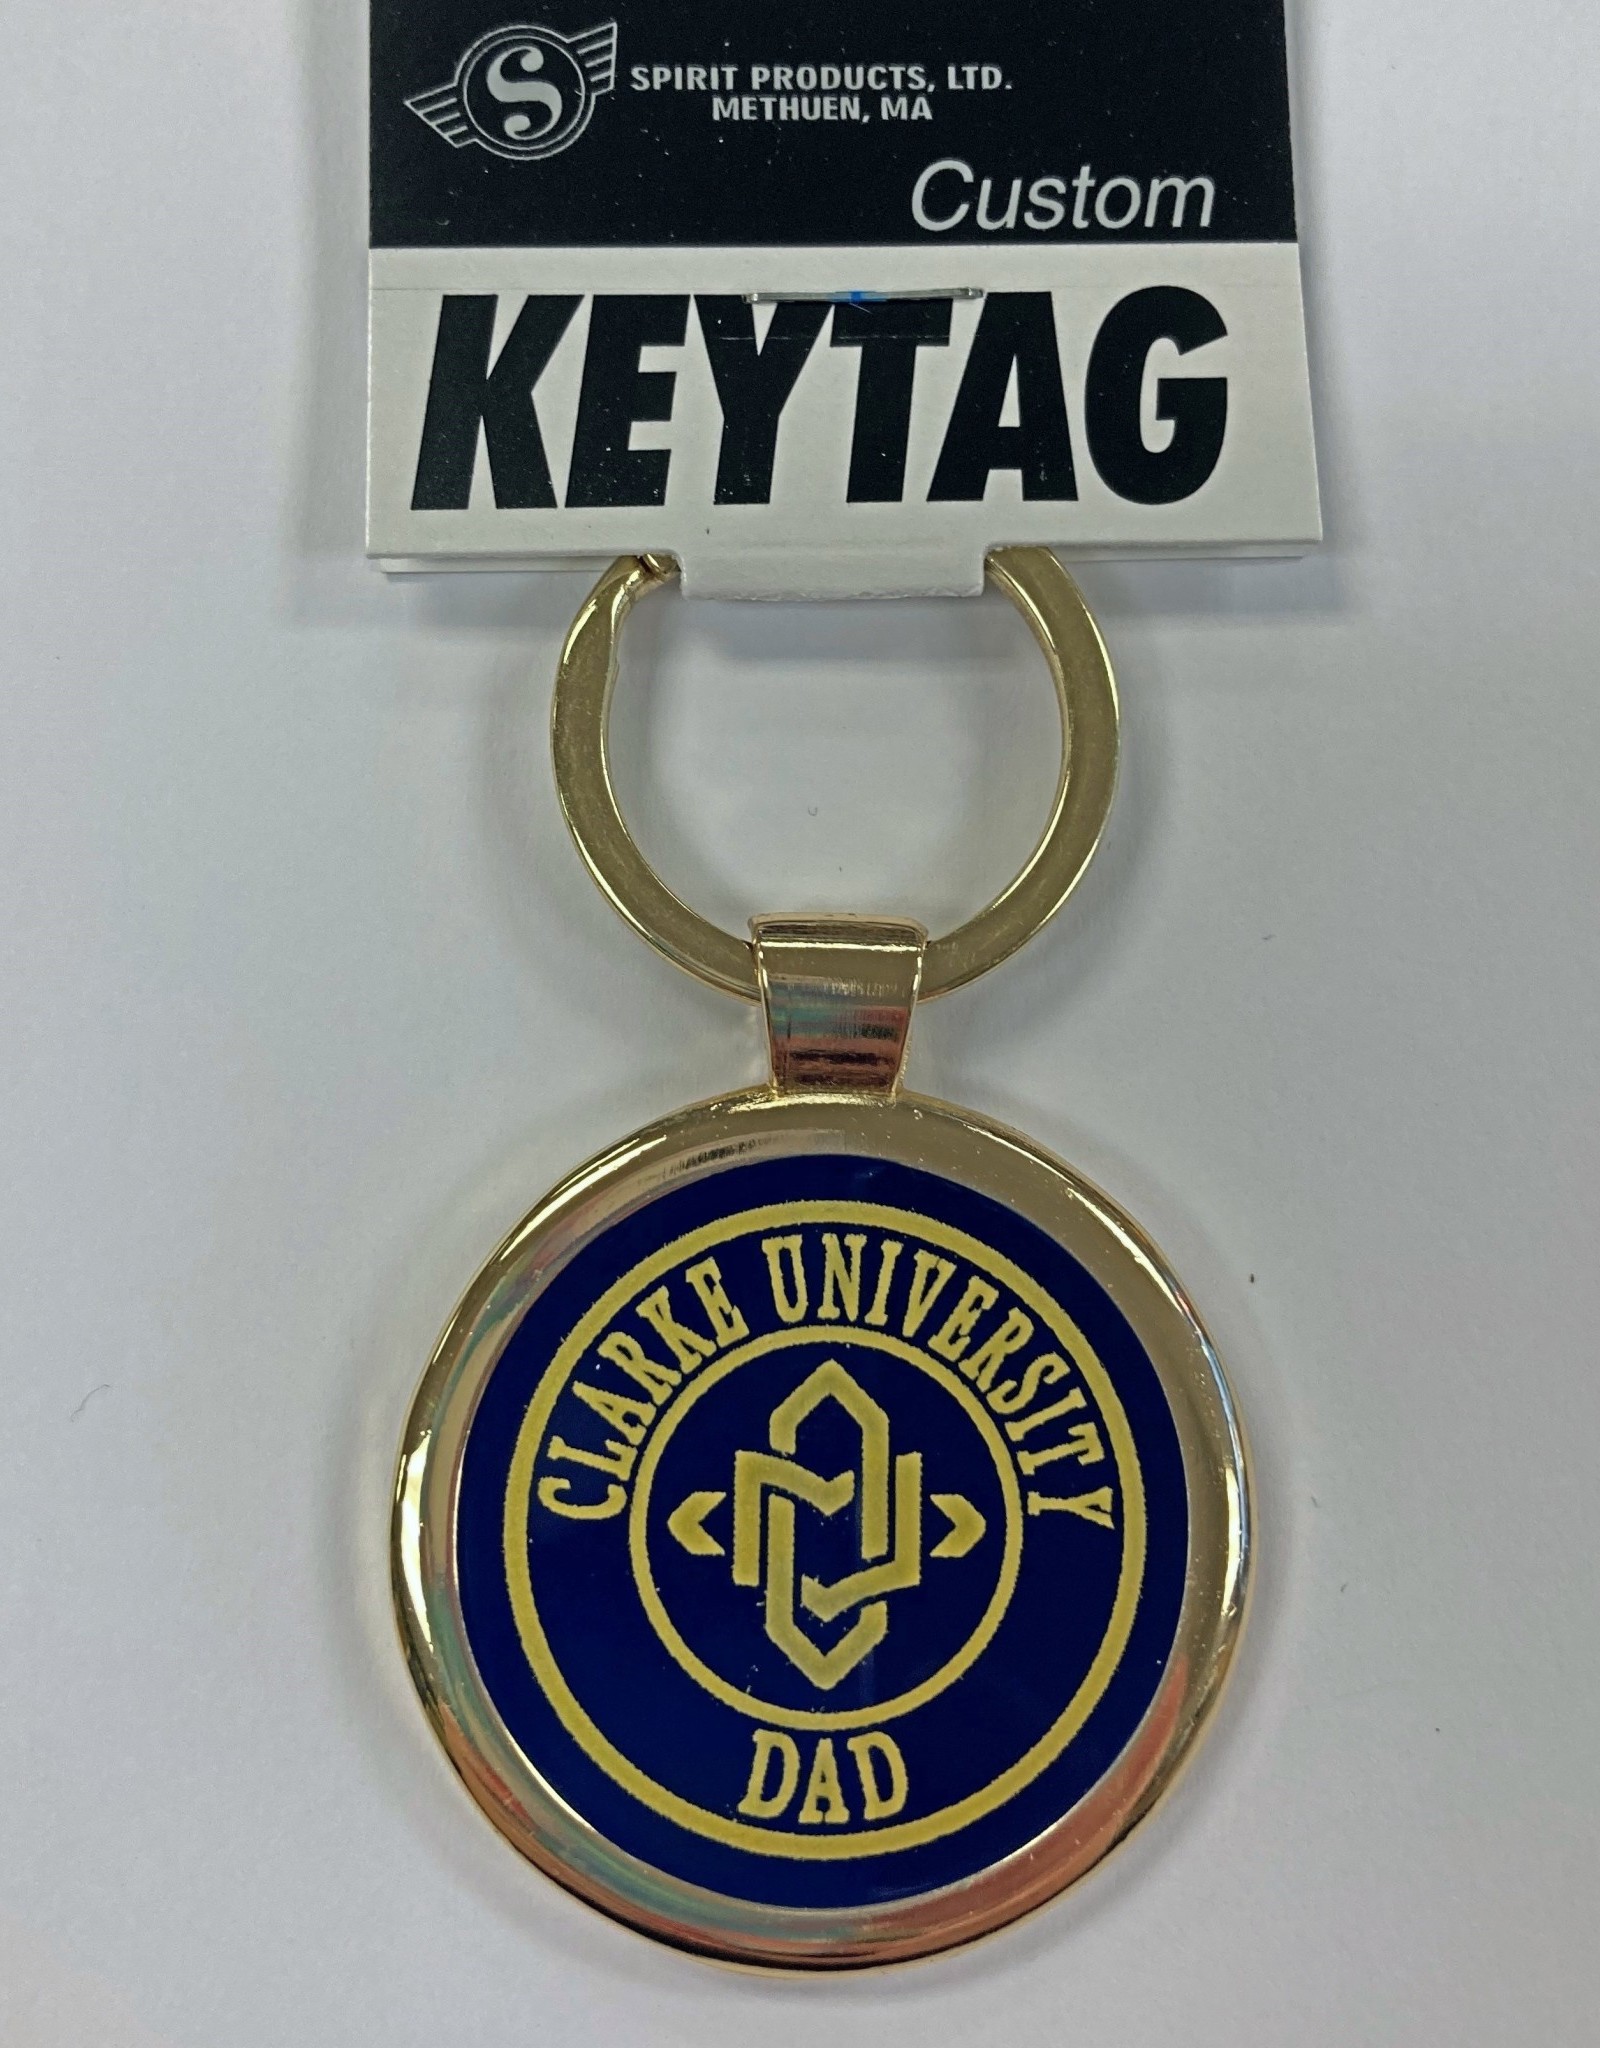 S
SPIRIT PRODUCTS, LTD.
METHUEN, MA
Custom
KEYTAG
CLARKE UNIVERSITY
DAD